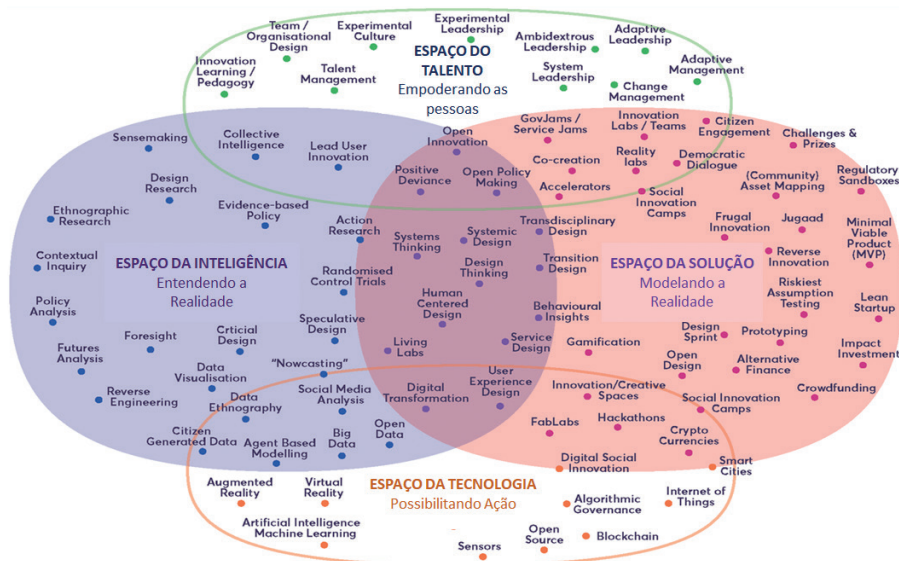 Experimental
Leadership
Team /
Organisational
Design
Experimental
Culture
Ambidextrous
Leadership
Adaptive
Leadership
Innovation
Learning /
Pedagogy
Talent
Management
ESPAÇO DO
TALENTO
Empoderando as
pessoas
System
Leadership
Adaptive
Management
Change
Management
Sensemaking
Collective
Intelligence
Lead User
Innovation
Open
Innovation
GovJams /
Service Jams
Innovation
Labs / Teams
Citizen
Engagement
Challenges &
Prizes
Design
Research
Positive
Deviance
Open Policy
Making
Co-creation
Reality
labs
Democratic
Dialogue
(Community)
Asset Mapping
Regulatory
Sandboxes
Accelerators
Social
Innovation
Camps
Ethnographic
Research
Evidence-based
Policy
Action
Research
Systems
Thinking
Systemic
Design
Transdisciplinary
Design
Frugal
Innovation
Jugaad
Minimal
Viable
Product
(MVP)
Contextual
Inquiry
ESPAÇO DA INTELIGÊNCIA
Entendendo a
Realidade
Randomised
Control Trials
Design
Thinking
Transition
Design
ESPAÇO DA SOLUÇÃO
Modelando a
Realidade
Reverse
Innovation
Riskiest
Assumption
Testing
Policy
Analysis
Human
Centered
Design
Behavioural
Insights
Lean
Startup
Foresight
Crticial
Design
Speculative
Design
Living
Labs
Service
Design
Gamification
Design
Sprint
Prototyping
Futures
Analysis
Data
Visualisation
“Nowcasting”
Open
Design
Alternative
Finance
Impact
Investment
Reverse
Engineering
Data
Ethnography
Social Media
Analysis
Digital
Transformation
User
Experience
Design
Innovation/Creative
Spaces
Social Innovation
Camps
Crowdfunding
Citizen
Generated Data
Agent Based
Modelling
Big
Data
Open
Data
FabLabs
Hackathons
Crypto
Currencies
Digital Social
Innovation
Smart
Cities
Augmented
Reality
Virtual
Reality
ESPAÇO DA TECNOLOGIA
Possibilitando Ação
Algorithmic
Governance
Internet of
Things
Artificial Intelligence
Machine Learning
Sensors
Open
Source
Blockchain